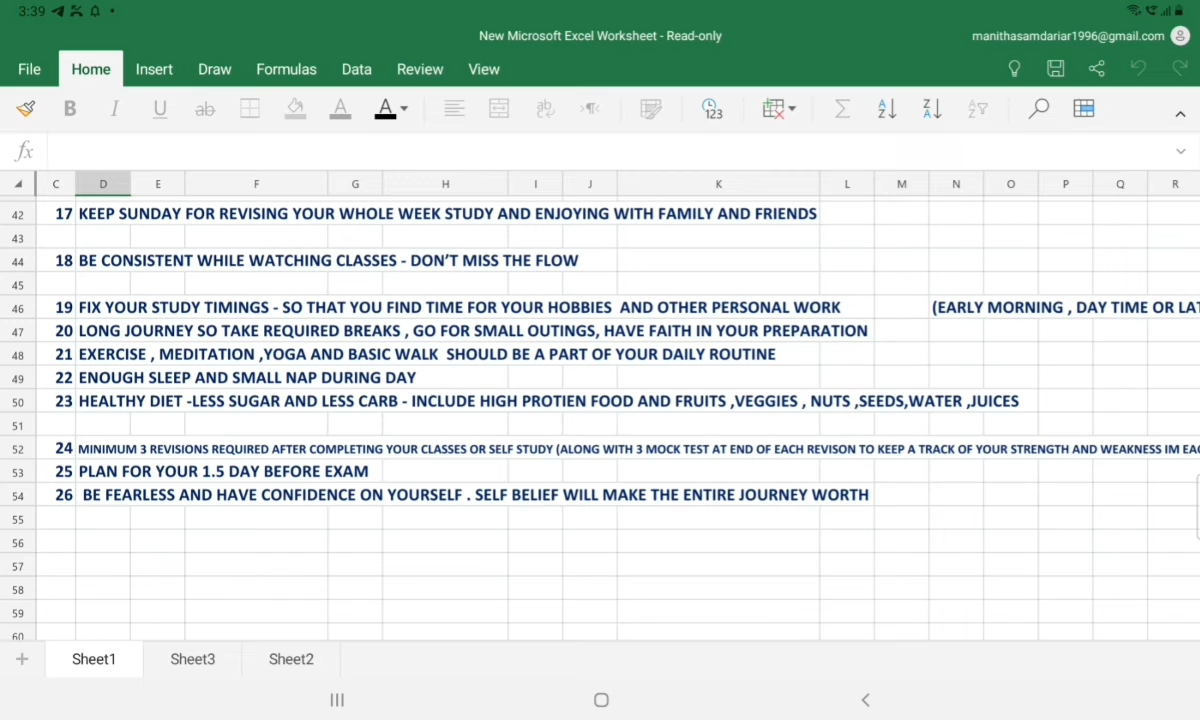 3:39
New Microsoft Excel Worksheet - Read-only
manithasamdariar1996@gmail.com
File Home Insert Draw Formulas Data Review View
B I U ab A A ab 123 A Z Z A A Z
fx
C D E F G H I J K L M N O P Q R
42 17 KEEP SUNDAY FOR REVISING YOUR WHOLE WEEK STUDY AND ENJOYING WITH FAMILY AND FRIENDS
43
44 18 BE CONSISTENT WHILE WATCHING CLASSES - DON'T MISS THE FLOW
45
46 19 FIX YOUR STUDY TIMINGS - SO THAT YOU FIND TIME FOR YOUR HOBBIES AND OTHER PERSONAL WORK (EARLY MORNING , DAY TIME OR LAT
47 20 LONG JOURNEY SO TAKE REQUIRED BREAKS , GO FOR SMALL OUTINGS, HAVE FAITH IN YOUR PREPARATION
48 21 EXERCISE , MEDITATION ,YOGA AND BASIC WALK SHOULD BE A PART OF YOUR DAILY ROUTINE
49 22 ENOUGH SLEEP AND SMALL NAP DURING DAY
50 23 HEALTHY DIET -LESS SUGAR AND LESS CARB - INCLUDE HIGH PROTIEN FOOD AND FRUITS ,VEGGIES , NUTS ,SEEDS,WATER ,JUICES
51
52 24 MINIMUM 3 REVISIONS REQUIRED AFTER COMPLETING YOUR CLASSES OR SELF STUDY (ALONG WITH 3 MOCK TEST AT END OF EACH REVISON TO KEEP A TRACK OF YOUR STRENGTH AND WEAKNESS IM EAC
53 25 PLAN FOR YOUR 1.5 DAY BEFORE EXAM
54 26 BE FEARLESS AND HAVE CONFIDENCE ON YOURSELF . SELF BELIEF WILL MAKE THE ENTIRE JOURNEY WORTH
55
56
57
58
59
60
Sheet1 Sheet3 Sheet2